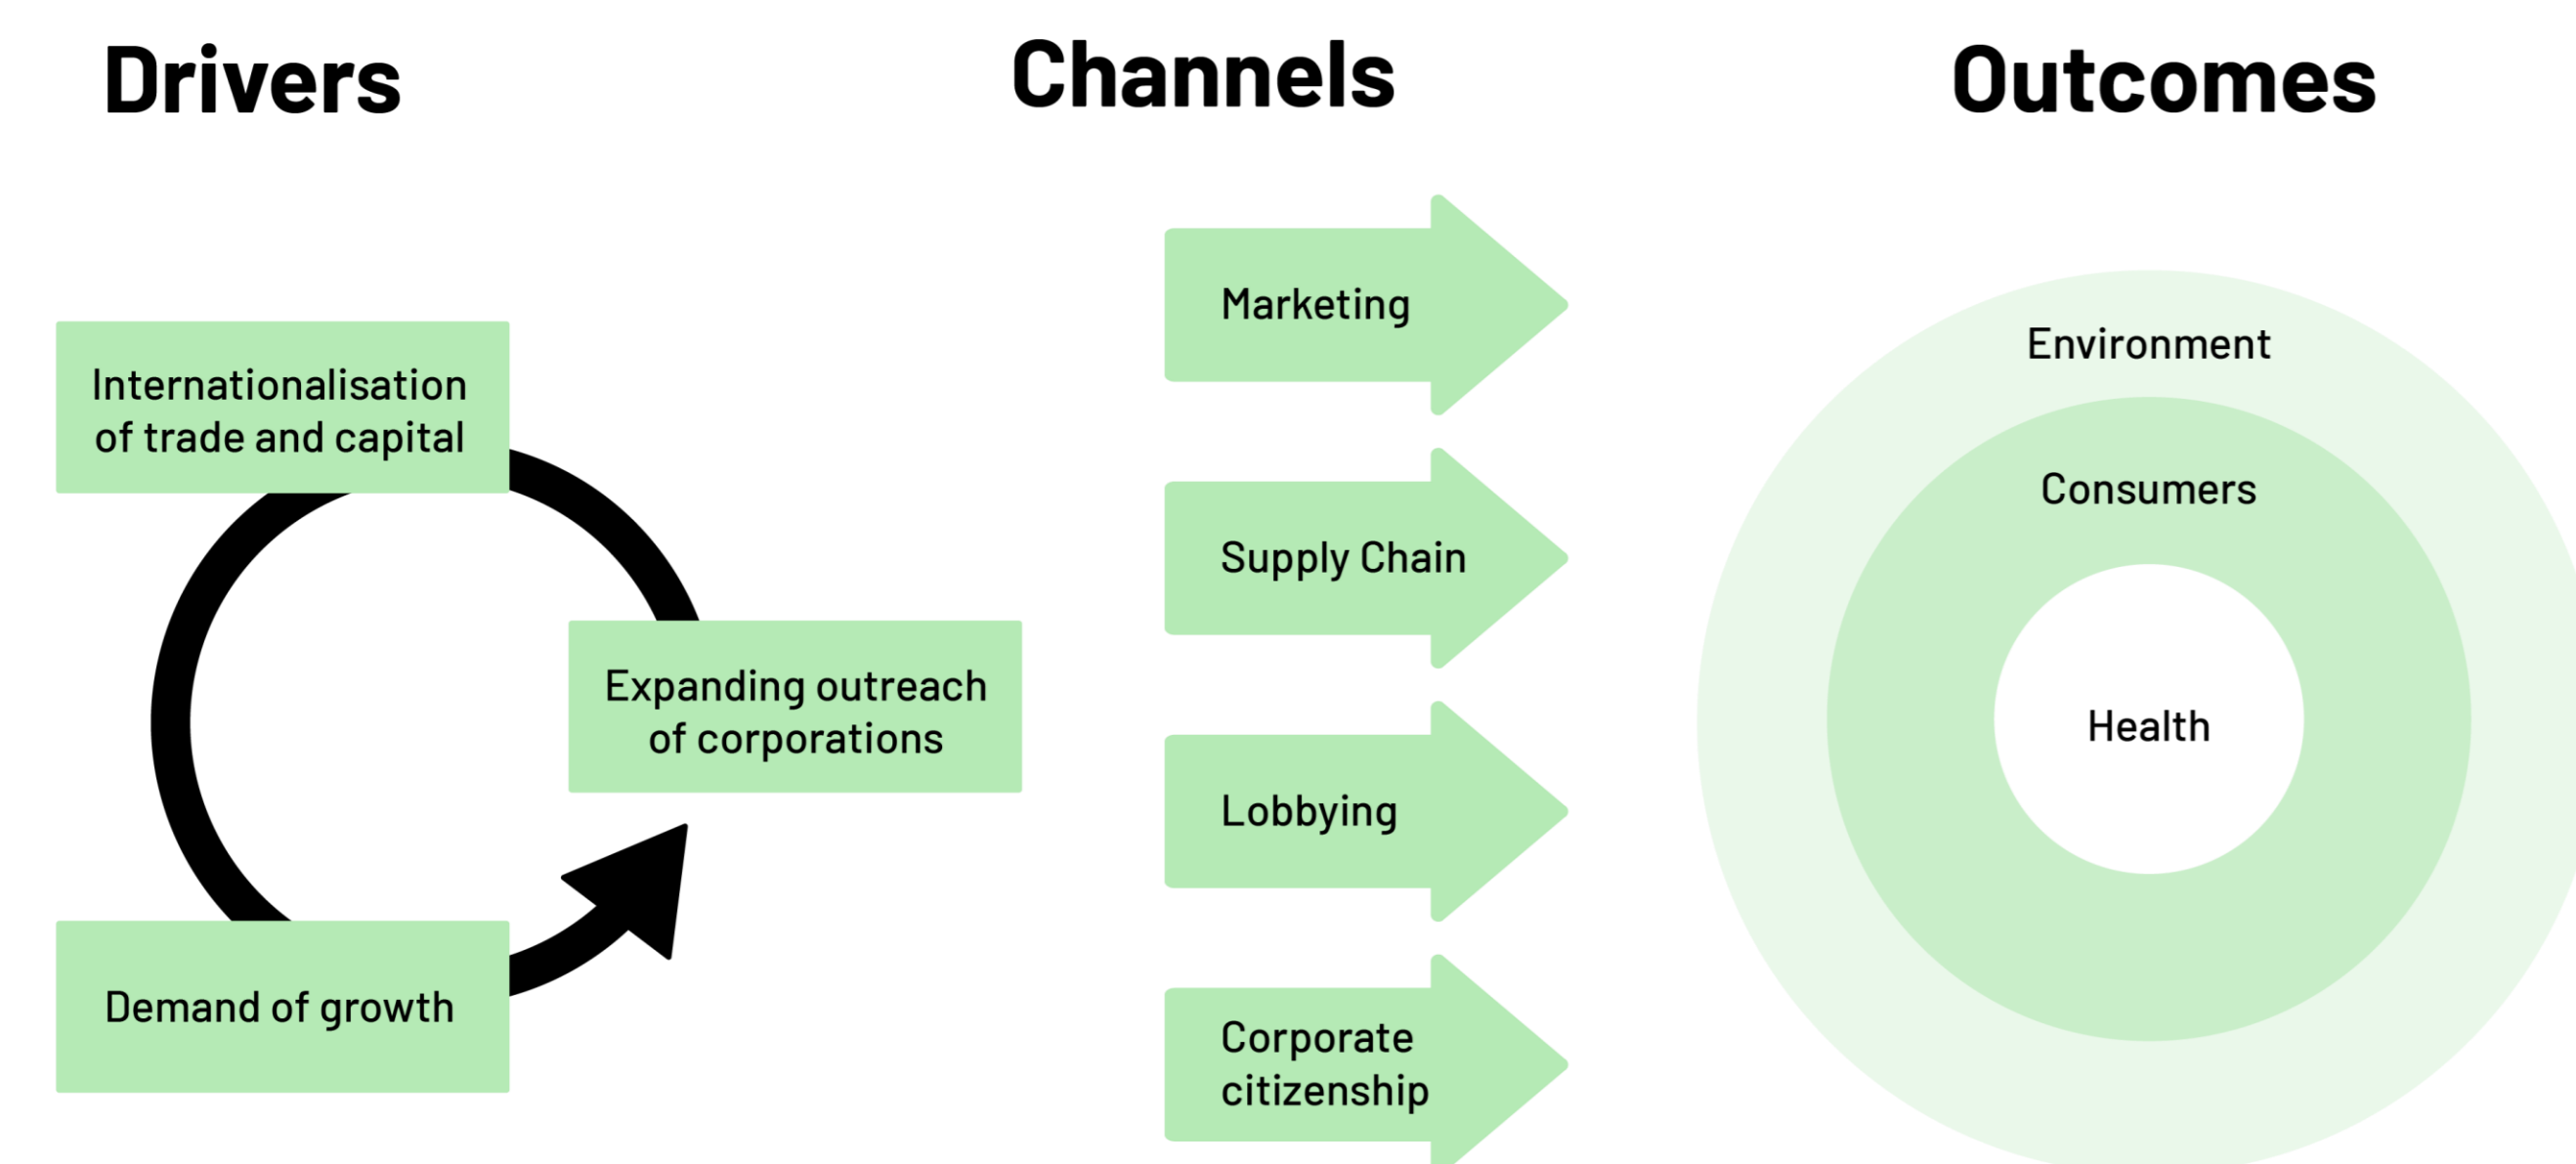 Drivers
Channels
Outcomes
Internationalisation
of trade and capital
Expanding outreach
of corporations
Demand of growth
Marketing
Supply Chain
Lobbying
Corporate
citizenship
Environment
Consumers
Health